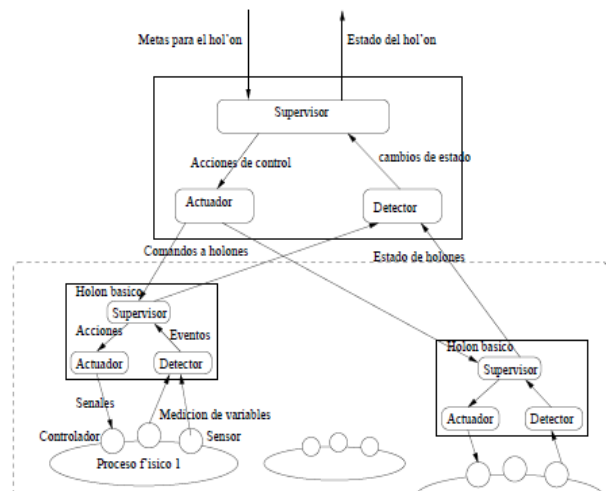 Metas para el hol'on
Estado del hol'on
Supervisor
Acciones de control
cambios de estado
Actuador
Detector
Comandos a holones
Estado de holones
Holon basico
Supervisor
Acciones
Eventos
Actuador
Detector
Senales
Medicion de variables
Controlador
Sensor
Proceso f'isico 1
Holon basico
Supervisor
Actuador
Detector